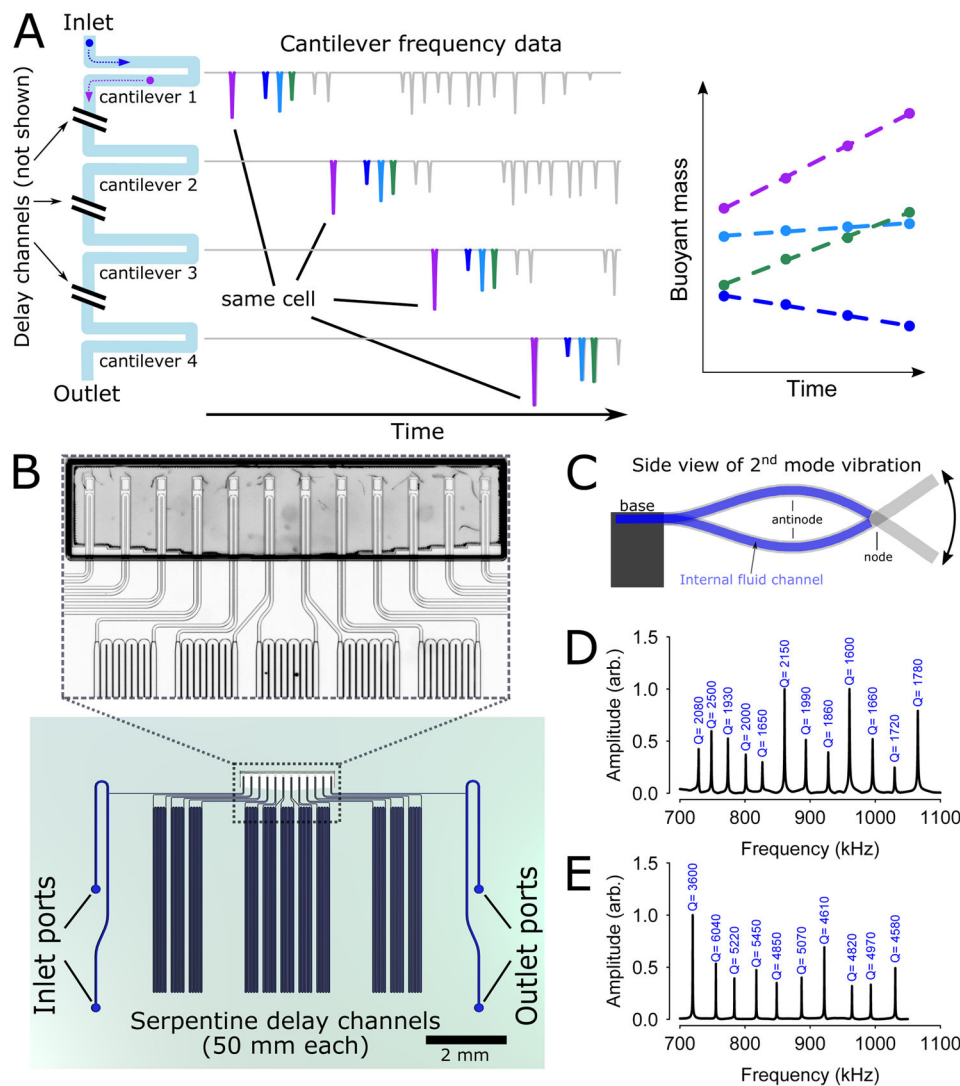 A
Inlet
Cantilever frequency data
Delay channels (not shown)
cantilever 1
cantilever 2
cantilever 3
cantilever 4
same cell
Outlet
Time
Buoyant mass
Time
B
Inlet ports
Outlet ports
Serpentine delay channels
(50 mm each)
2 mm
C
Side view of 2nd mode vibration
base
antinode
node
Internal fluid channel
D
Amplitude (arb.)
1.5
1.0
0.5
0.0
Q= 2080
Q= 2500
Q= 1930
Q= 2000
Q= 1650
Q= 2150
Q= 1990
Q= 1860
Q= 1600
Q= 1660
Q= 1720
Q= 1780
700 800 900 1000 1100
Frequency (kHz)
E
Amplitude (arb.)
1.5
1.0
0.5
0.0
Q= 3600
Q= 6040
Q= 5220
Q= 5450
Q= 4850
Q= 5070
Q= 4610
Q= 4820
Q= 4970
Q= 4580
700 800 900 1000 1100
Frequency (kHz)